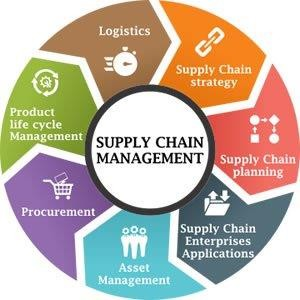 SUPPLY CHAIN
MANAGEMENT
Logistics
Supply Chain
strategy
Supply Chain
planning
Supply Chain
Enterprises
Applications
Asset
Management
Procurement
Product
life cycle
Management